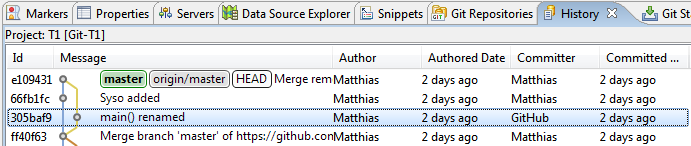 Markers Properties Servers Data Source Explorer Snippets Git Repositories History Git St
Project: T1 [Git-T1]
Id Message Author Authored Date Committer Committed ...
e109431 master origin/master HEAD Merge rem Matthias 2 days ago Matthias 2 days ago
66fb1fc Syso added Matthias 2 days ago Matthias 2 days ago
305baf9 main() renamed Matthias 2 days ago GitHub 2 days ago
ff40f63 Merge branch 'master' of https://github.con Matthias 2 days ago Matthias 2 days ago